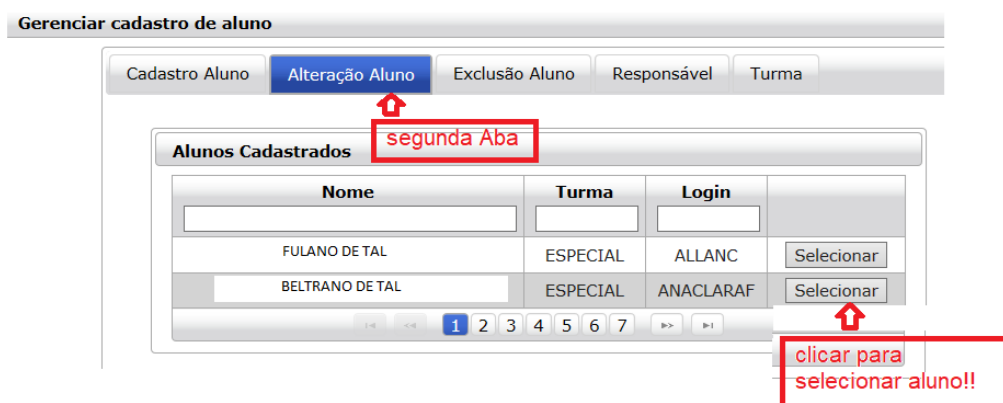 Gerenciar cadastro de aluno
Cadastro Aluno Alteração Aluno Exclusão Aluno Responsável Turma
segunda Aba
Alunos Cadastrados
Nome Turma Login
FULANO DE TAL ESPECIAL ALLANC Selecionar
BELTRANO DE TAL ESPECIAL ANACLARAF Selecionar
1 2 3 4 5 6 7
clicar para
selecionar aluno!!